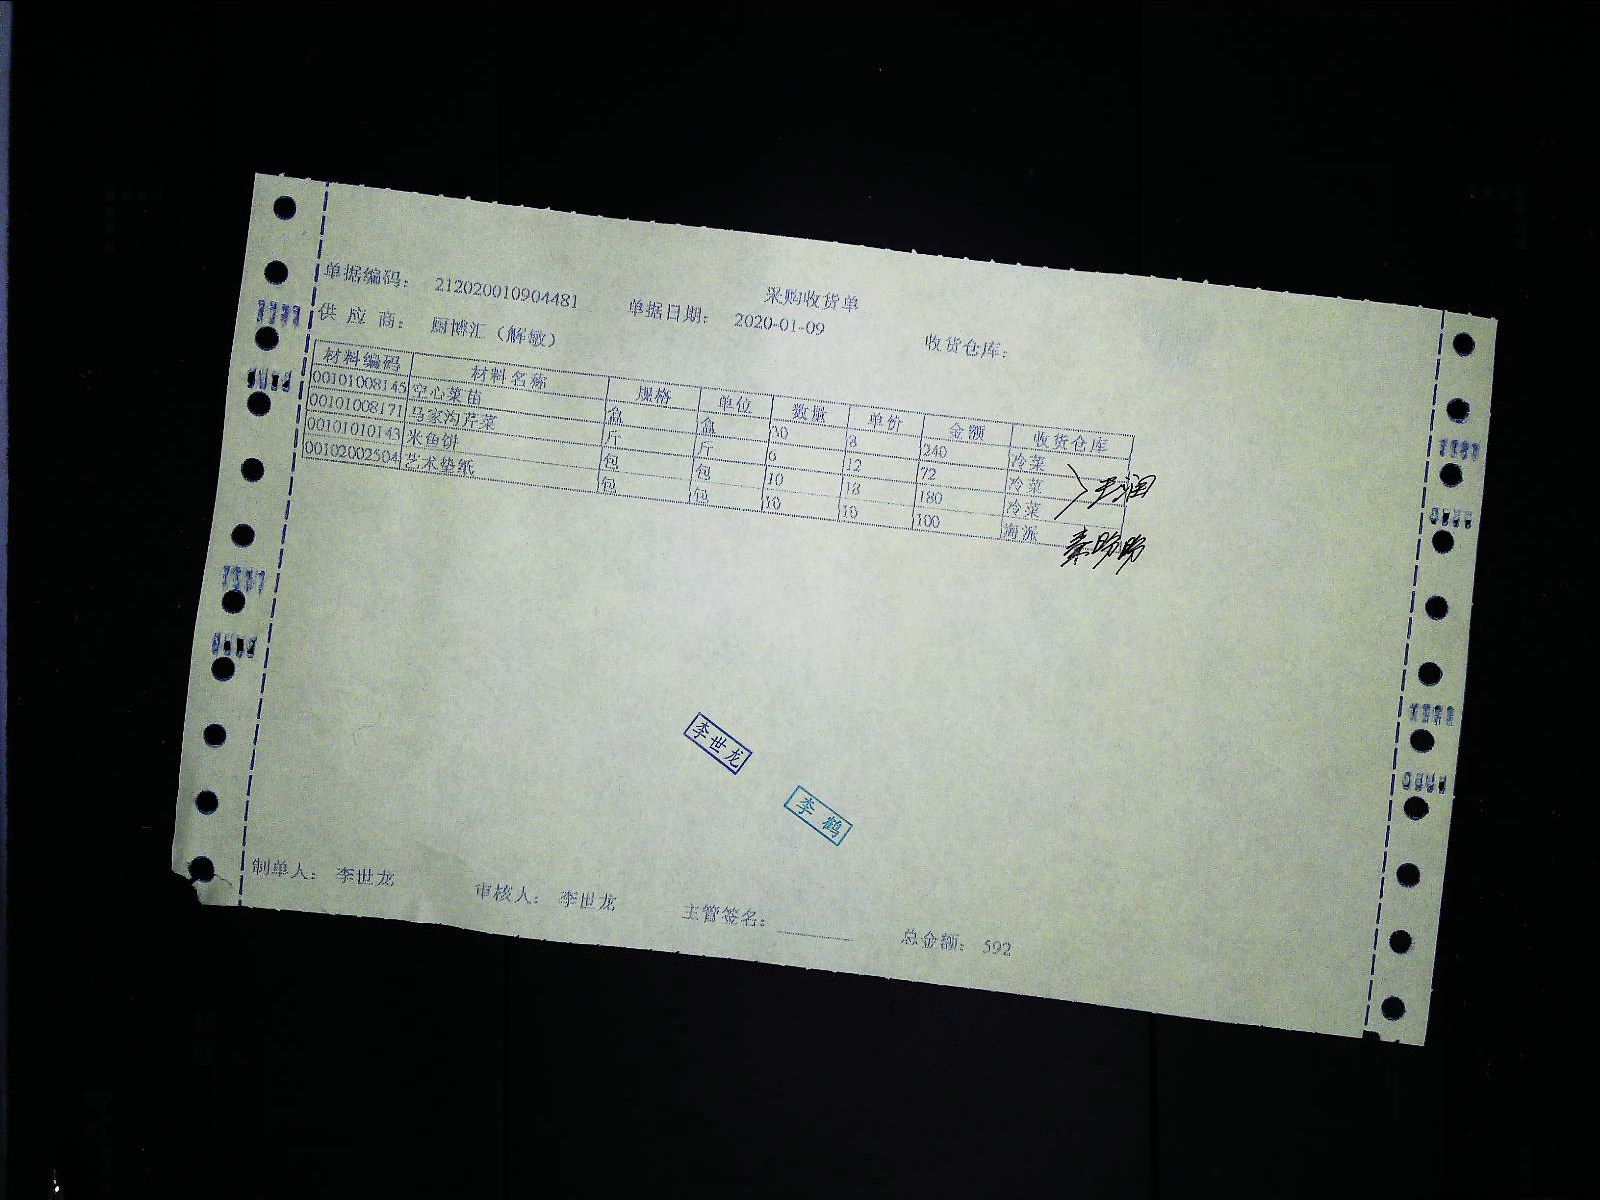 采购收货单
单据编码: 212020010904481 单据日期: 2020-01-09 收货仓库:
供应商: 厨博汇(解敏)
材料编码 材料名称 规格 单位 数量 单价 金额 收货仓库
00101008145 空心菜苗 盒 盒 30 8 240 冷菜
00101008171 马家沟芹菜 斤 斤 6 12 72 冷菜
00101010143 米鱼饼 包 包 10 18 180 冷菜
00102002504 艺术垫纸 包 包 10 10 100 海派
李世龙
李鹤
制单人: 李世龙 审核人: 李世龙 主管签名: 总金额: 592